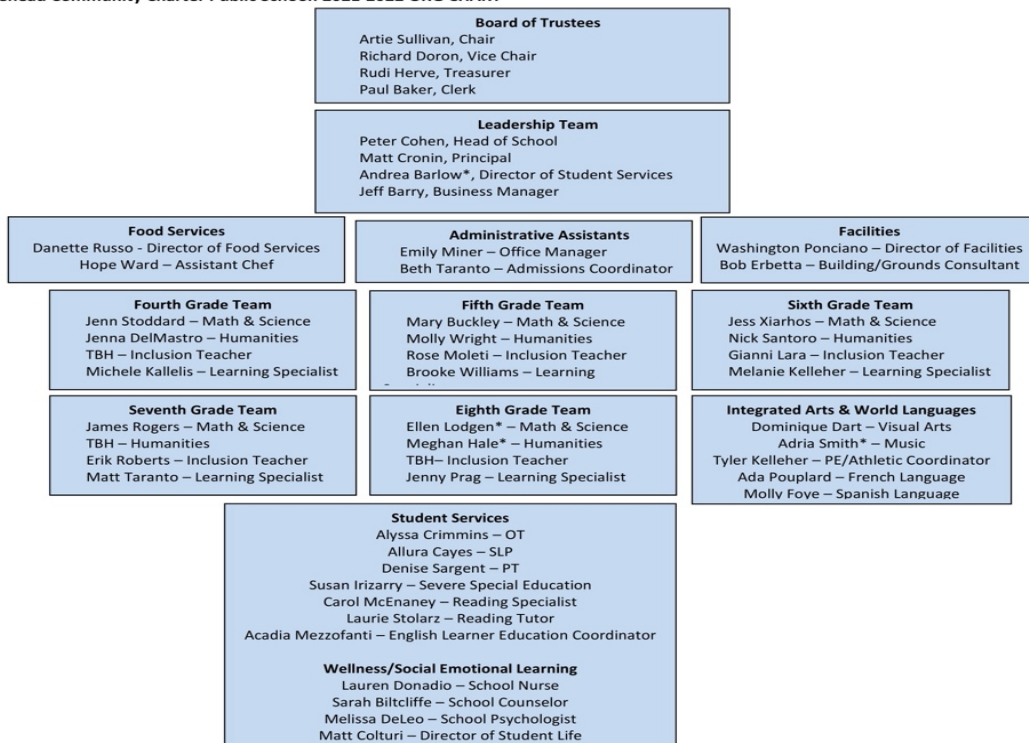 Community Charter Public School ORG CHART
Board of Trustees
Artie Sullivan, Chair
Richard Doron, Vice Chair
Rudi Herve, Treasurer
Paul Baker, Clerk
Leadership Team
Peter Cohen, Head of School
Matt Cronin, Principal
Andrea Barlow*, Director of Student Services
Jeff Barry, Business Manager
Food Services
Danette Russo - Director of Food Services
Hope Ward – Assistant Chef
Administrative Assistants
Emily Miner – Office Manager
Beth Taranto – Admissions Coordinator
Facilities
Washington Ponciano – Director of Facilities
Bob Erbetta – Building/Grounds Consultant
Fourth Grade Team
Jenn Stoddard – Math & Science
Jenna DelMastro – Humanities
TBH – Inclusion Teacher
Michele Kallelis – Learning Specialist
Fifth Grade Team
Mary Buckley – Math & Science
Molly Wright – Humanities
Rose Moleti – Inclusion Teacher
Brooke Williams – Learning
Sixth Grade Team
Jess Xiarhos – Math & Science
Nick Santoro – Humanities
Gianni Lara – Inclusion Teacher
Melanie Kelleher – Learning Specialist
Seventh Grade Team
James Rogers – Math & Science
TBH – Humanities
Erik Roberts – Inclusion Teacher
Matt Taranto – Learning Specialist
Eighth Grade Team
Ellen Lodgen* – Math & Science
Meghan Hale* – Humanities
TBH– Inclusion Teacher
Jenny Prag – Learning Specialist
Integrated Arts & World Languages
Dominique Dart – Visual Arts
Adria Smith* – Music
Tyler Kelleher – PE/Athletic Coordinator
Ada Pouplard – French Language
Molly Foye – Spanish Language
Student Services
Alyssa Crimmins – OT
Allura Cayes – SLP
Denise Sargent – PT
Susan Irizarry – Severe Special Education
Carol McEnaney – Reading Specialist
Laurie Stolarz – Reading Tutor
Acadia Mezzofanti – English Learner Education Coordinator
Wellness/Social Emotional Learning
Lauren Donadio – School Nurse
Sarah Biltcliffe – School Counselor
Melissa DeLeo – School Psychologist
Matt Colturi – Director of Student Life